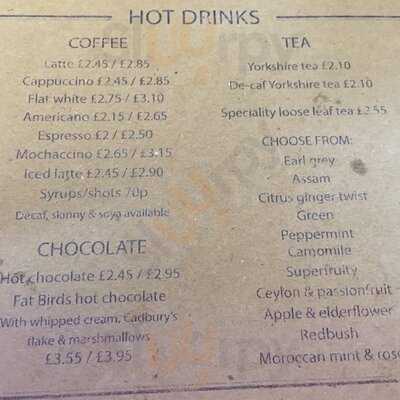 HOT DRINKS
COFFEE
Latte £2.45 / £2.85
Cappuccino £2.45 / £2.85
Flat white £2.75 / £3.10
Americano £2.15 / £2.65
Espresso £2 / £2.50
Mochaccino £2.65 / £3.15
Iced latte £2.45 / £2.90
Syrups/shots 70p
Decaf, skinny & soya available
CHOCOLATE
Hot chocolate £2.45 / £2.95
Fat Birds hot chocolate
With whipped cream, Cadbury's
flake & marshmallows
£3.55 / £3.95
TEA
Yorkshire tea £2.10
De-caf Yorkshire tea £2.10
Speciality loose leaf tea £2.55
CHOOSE FROM:
Earl grey
Assam
Citrus ginger twist
Green
Peppermint
Camomile
Superfruity
Ceylon & passionfruit
Apple & elderflower
Redbush
Moroccan mint & rose